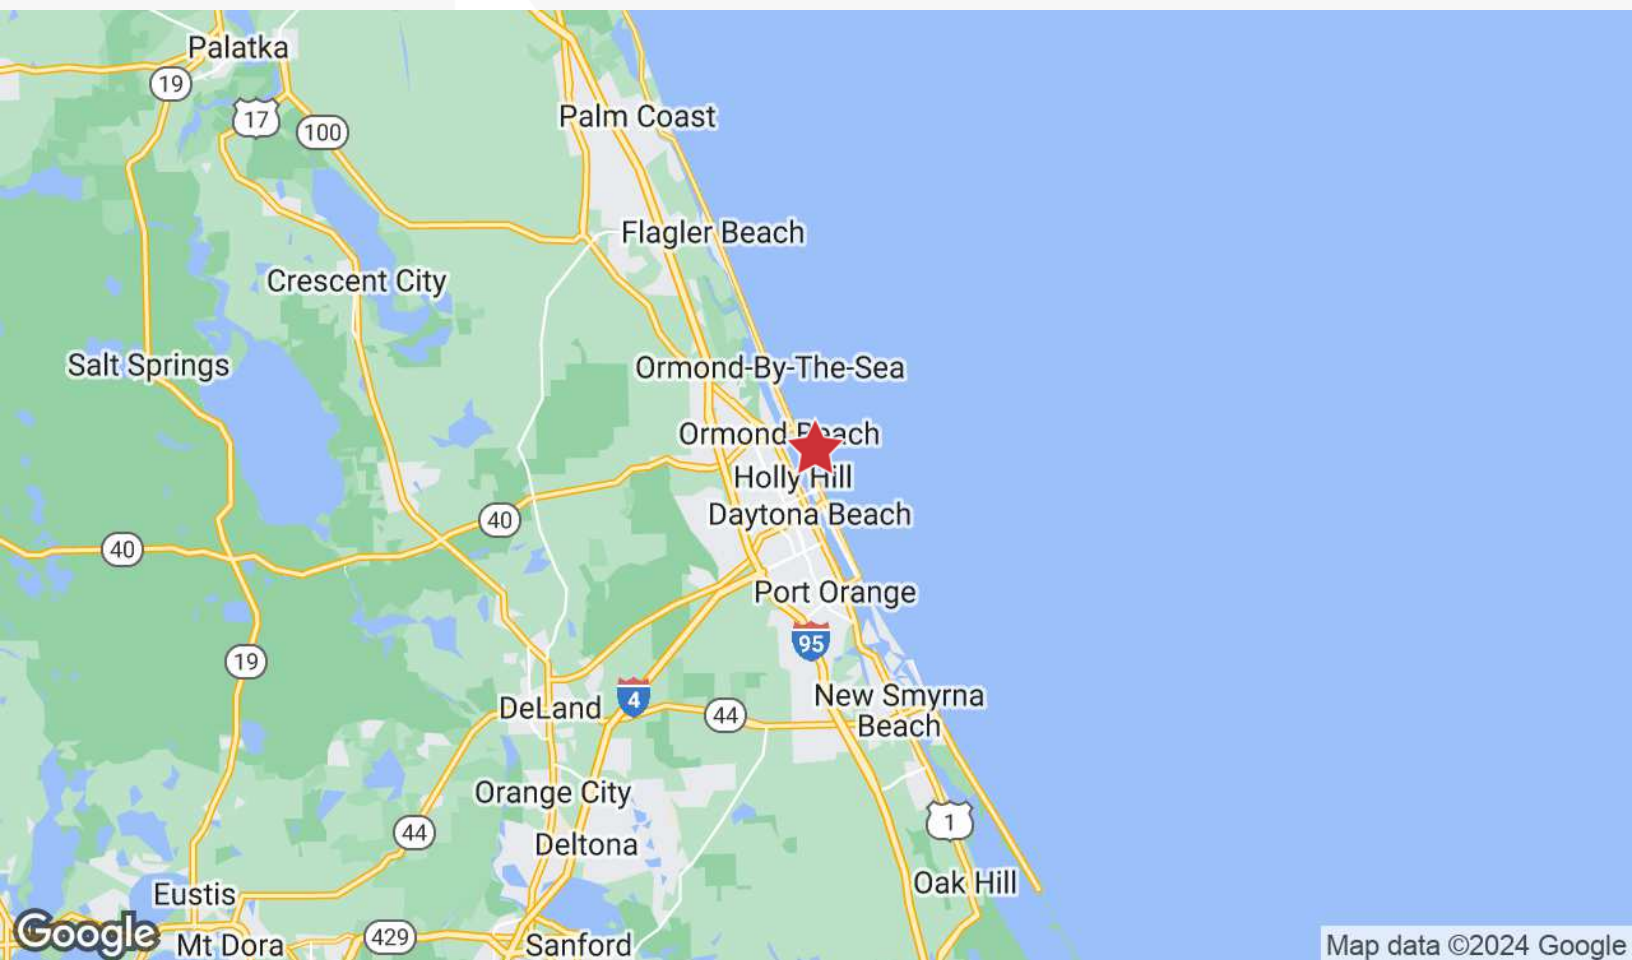 Palatka
19
17
100
Palm Coast
Flagler Beach
Crescent City
Salt Springs
Ormond-By-The-Sea
Ormond Beach
Holly Hill
Daytona Beach
40
40
Port Orange
95
19
4
DeLand
44
New Smyrna
Beach
Orange City
44
Deltona
1
Eustis
Oak Hill
Google
Mt Dora
429
Sanford
Map data ©2024 Google